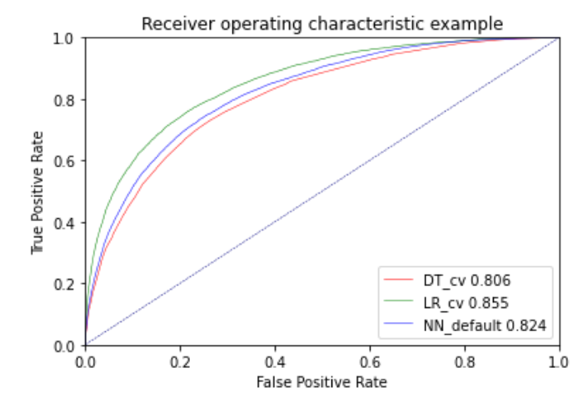 Receiver operating characteristic example
True Positive Rate
1.0
0.8
0.6
0.4
0.2
0.0
DT_cv 0.806
LR_cv 0.855
NN_default 0.824
0.0 0.2 0.4 0.6 0.8 1.0
False Positive Rate